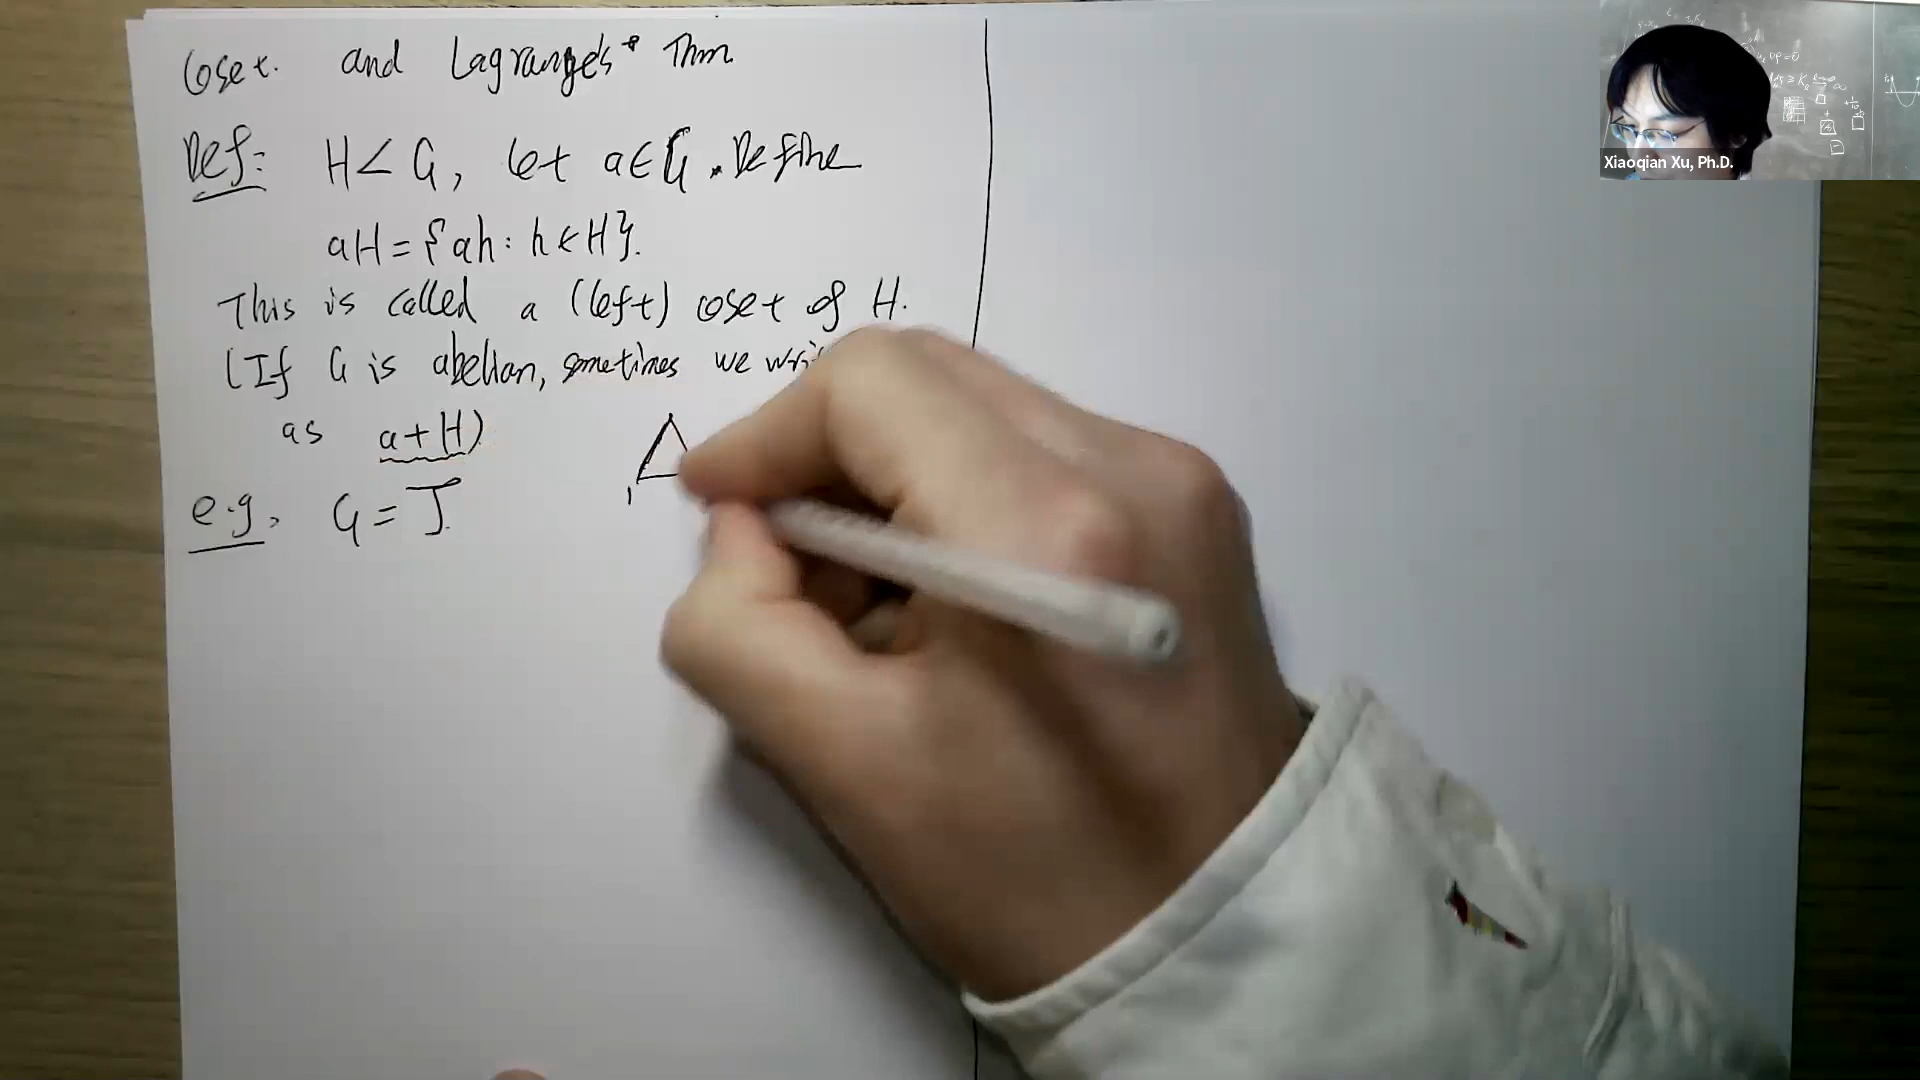 Coset. and Lagrange's Thm
Def: H < G, let a ∈ G. Define
aH = {ah : h ∈ H}.
This is called a (left) coset of H.
(If G is abelian, sometimes we
as a + H)
e.g. G = T.
1
Xiaoqian Xu, Ph.D.